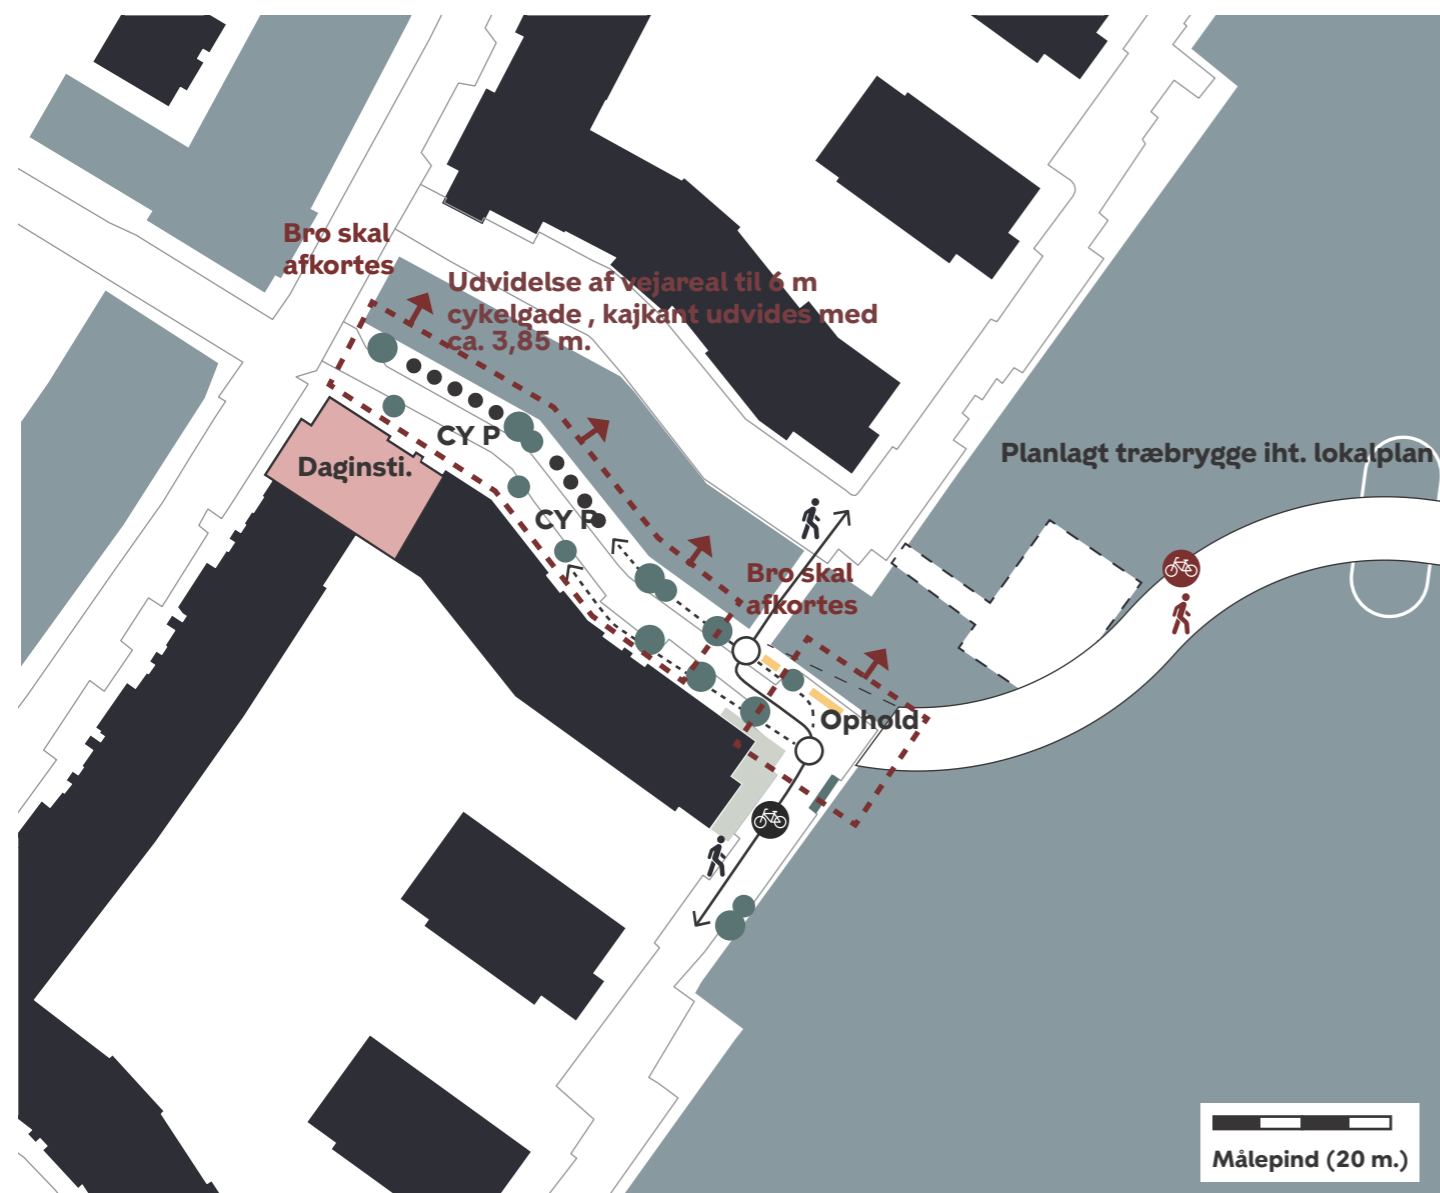 Bro skal
afkortes
Udvidelse af vejareal til 6 m
cykelgade , kajkant udvides med
ca. 3,85 m.
CY P
Daginsti.
CY P
Planlagt træbrygge iht. lokalplan
Bro skal
afkortes
Ophold
Målepind (20 m.)